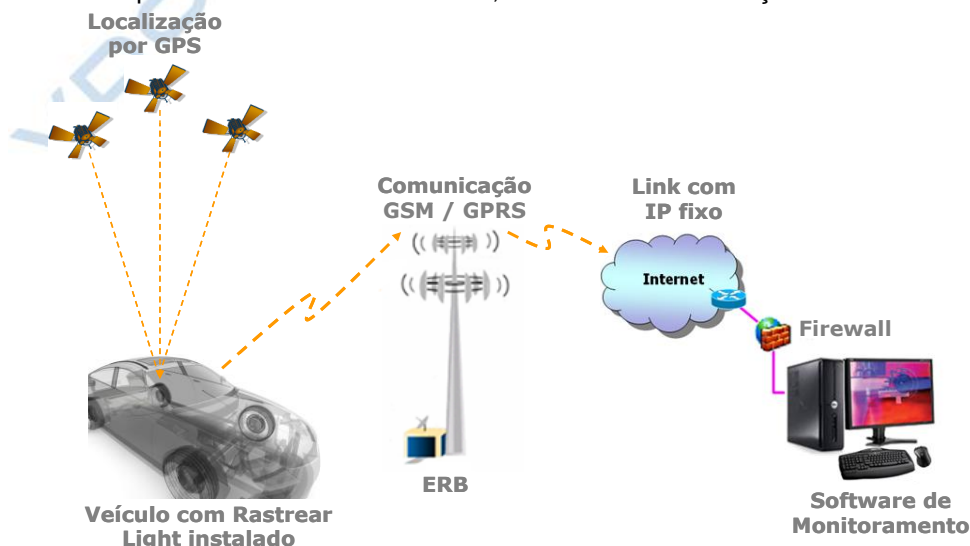 Localização
por GPS
Comunicação
GSM / GPRS
Link com
IP fixo
Internet
Firewall
ERB
Software de
Monitoramento
Veículo com Rastrear
Light instalado